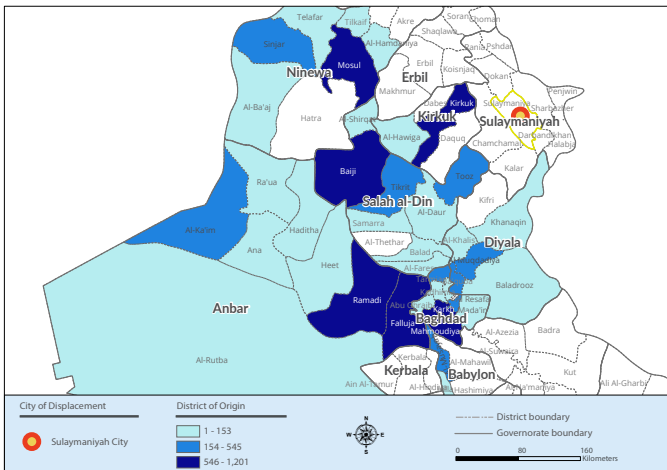 Telafar
Tilkaif
Akre
Soran
Choman
Shaqlawa
Sinjar
Al-Hamdaniya
Rania
Pshdar
Mosul
Erbil
Koisnjaq
Ninewa
Erbil
Dokan
Makhmur
Penjwin
Al-Ba'aj
Dabes
Kirkuk
Sulaymaniya
Sharbazher
Hatra
Al-Shirqat
Kirkuk
Sulaymaniyah
Al-Hawiga
Daquq
Darbandikhan
Chamchamal
Halabja
Baiji
Kalar
Ra'ua
Tikrit
Tooz
Salah al-Din
Kifri
Al-Daur
Khanaqin
Samarra
Al-Ka'im
Haditha
Al-Khalis
Diyala
Ana
Al-Thethar
Balad
Al-Muqdadiya
Heet
Al-Fares
Baladrooz
Anbar
Ramadi
Abu Ghraib
Karkh
Resafa
Mada'in
Baghdad
Falluja
Mahmoudiya
Al-Azezia
Badra
Al-Rutba
Kerbala
Al-Mahawil
Al-Suwaira
Kerbala
Babylon
Kut
Ain Al-Tamur
Al-Hindiya
Al-Hashimiya
Al-Na'maniya
Ali Al-Gharbi
City of Displacement
Sulaymaniyah City
District of Origin
1 - 153
154 - 545
546 - 1,201
N
W
E
S
District boundary
Governorate boundary
0
80
160
Kilometers